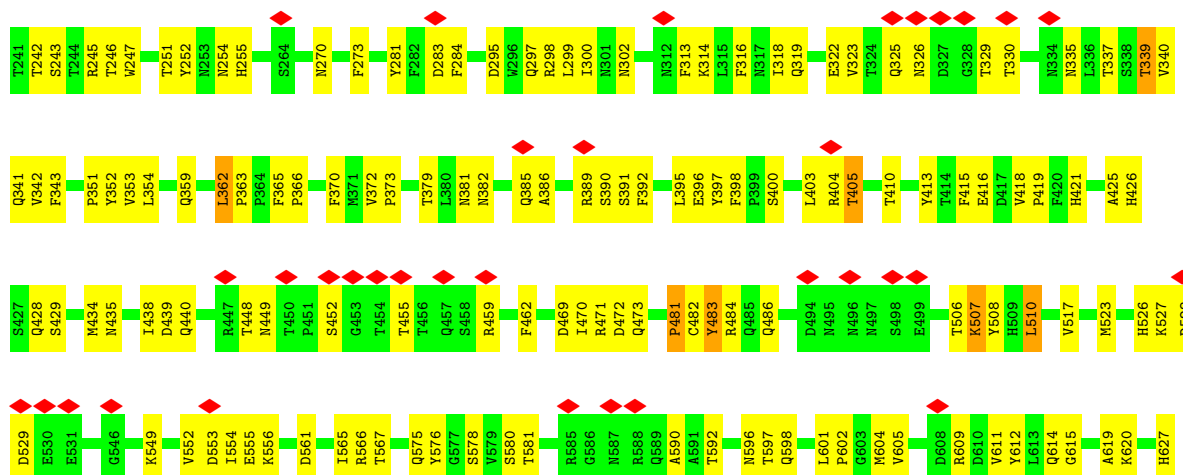 T241 T242 S243 T244 R245 T246 W247 T251 Y252 N253 N254 H255 S264 N270 F273 Y281 F282 D283 F284 D295 W296 Q297 R298 L299 I300 N301 N302 N312 F313 K314 L315 F316 N317 I318 Q319 E322 V323 T324 Q325 N326 D327 G328 T329 T330 N334 N335 L336 T337 S338 T339 V340
Q341 V342 F343 P351 Y352 V353 L354 Q359 L362 P363 P364 F365 P366 F370 M371 V372 P373 T379 L380 N381 N382 Q385 A386 R389 S390 S391 F392 L395 E396 Y397 F398 P399 S400 L403 R404 T405 T410 Y413 T414 F415 E416 D417 V418 P419 F420 H421 A425 H426
S427 Q428 S429 M434 N435 I438 D439 Q440 R447 T448 N449 T450 P451 S452 G453 T454 T455 T456 Q457 S458 R459 F462 D469 I470 R471 D472 Q473 P481 C482 Y483 R484 Q485 Q486 D494 N495 N496 N497 S498 E499 T506 K507 Y508 H509 L510 V517 M523 H526 K527
D529 E530 E531 G546 K549 V552 D553 I554 E555 K556 D561 I565 R566 T567 Q575 Y576 G577 S578 V579 S580 T581 R585 G586 N587 R588 Q589 A590 A591 T592 N596 T597 Q598 L601 P602 G603 M604 V605 D608 R609 D610 V611 Y612 L613 Q614 G615 A619 K620 H627